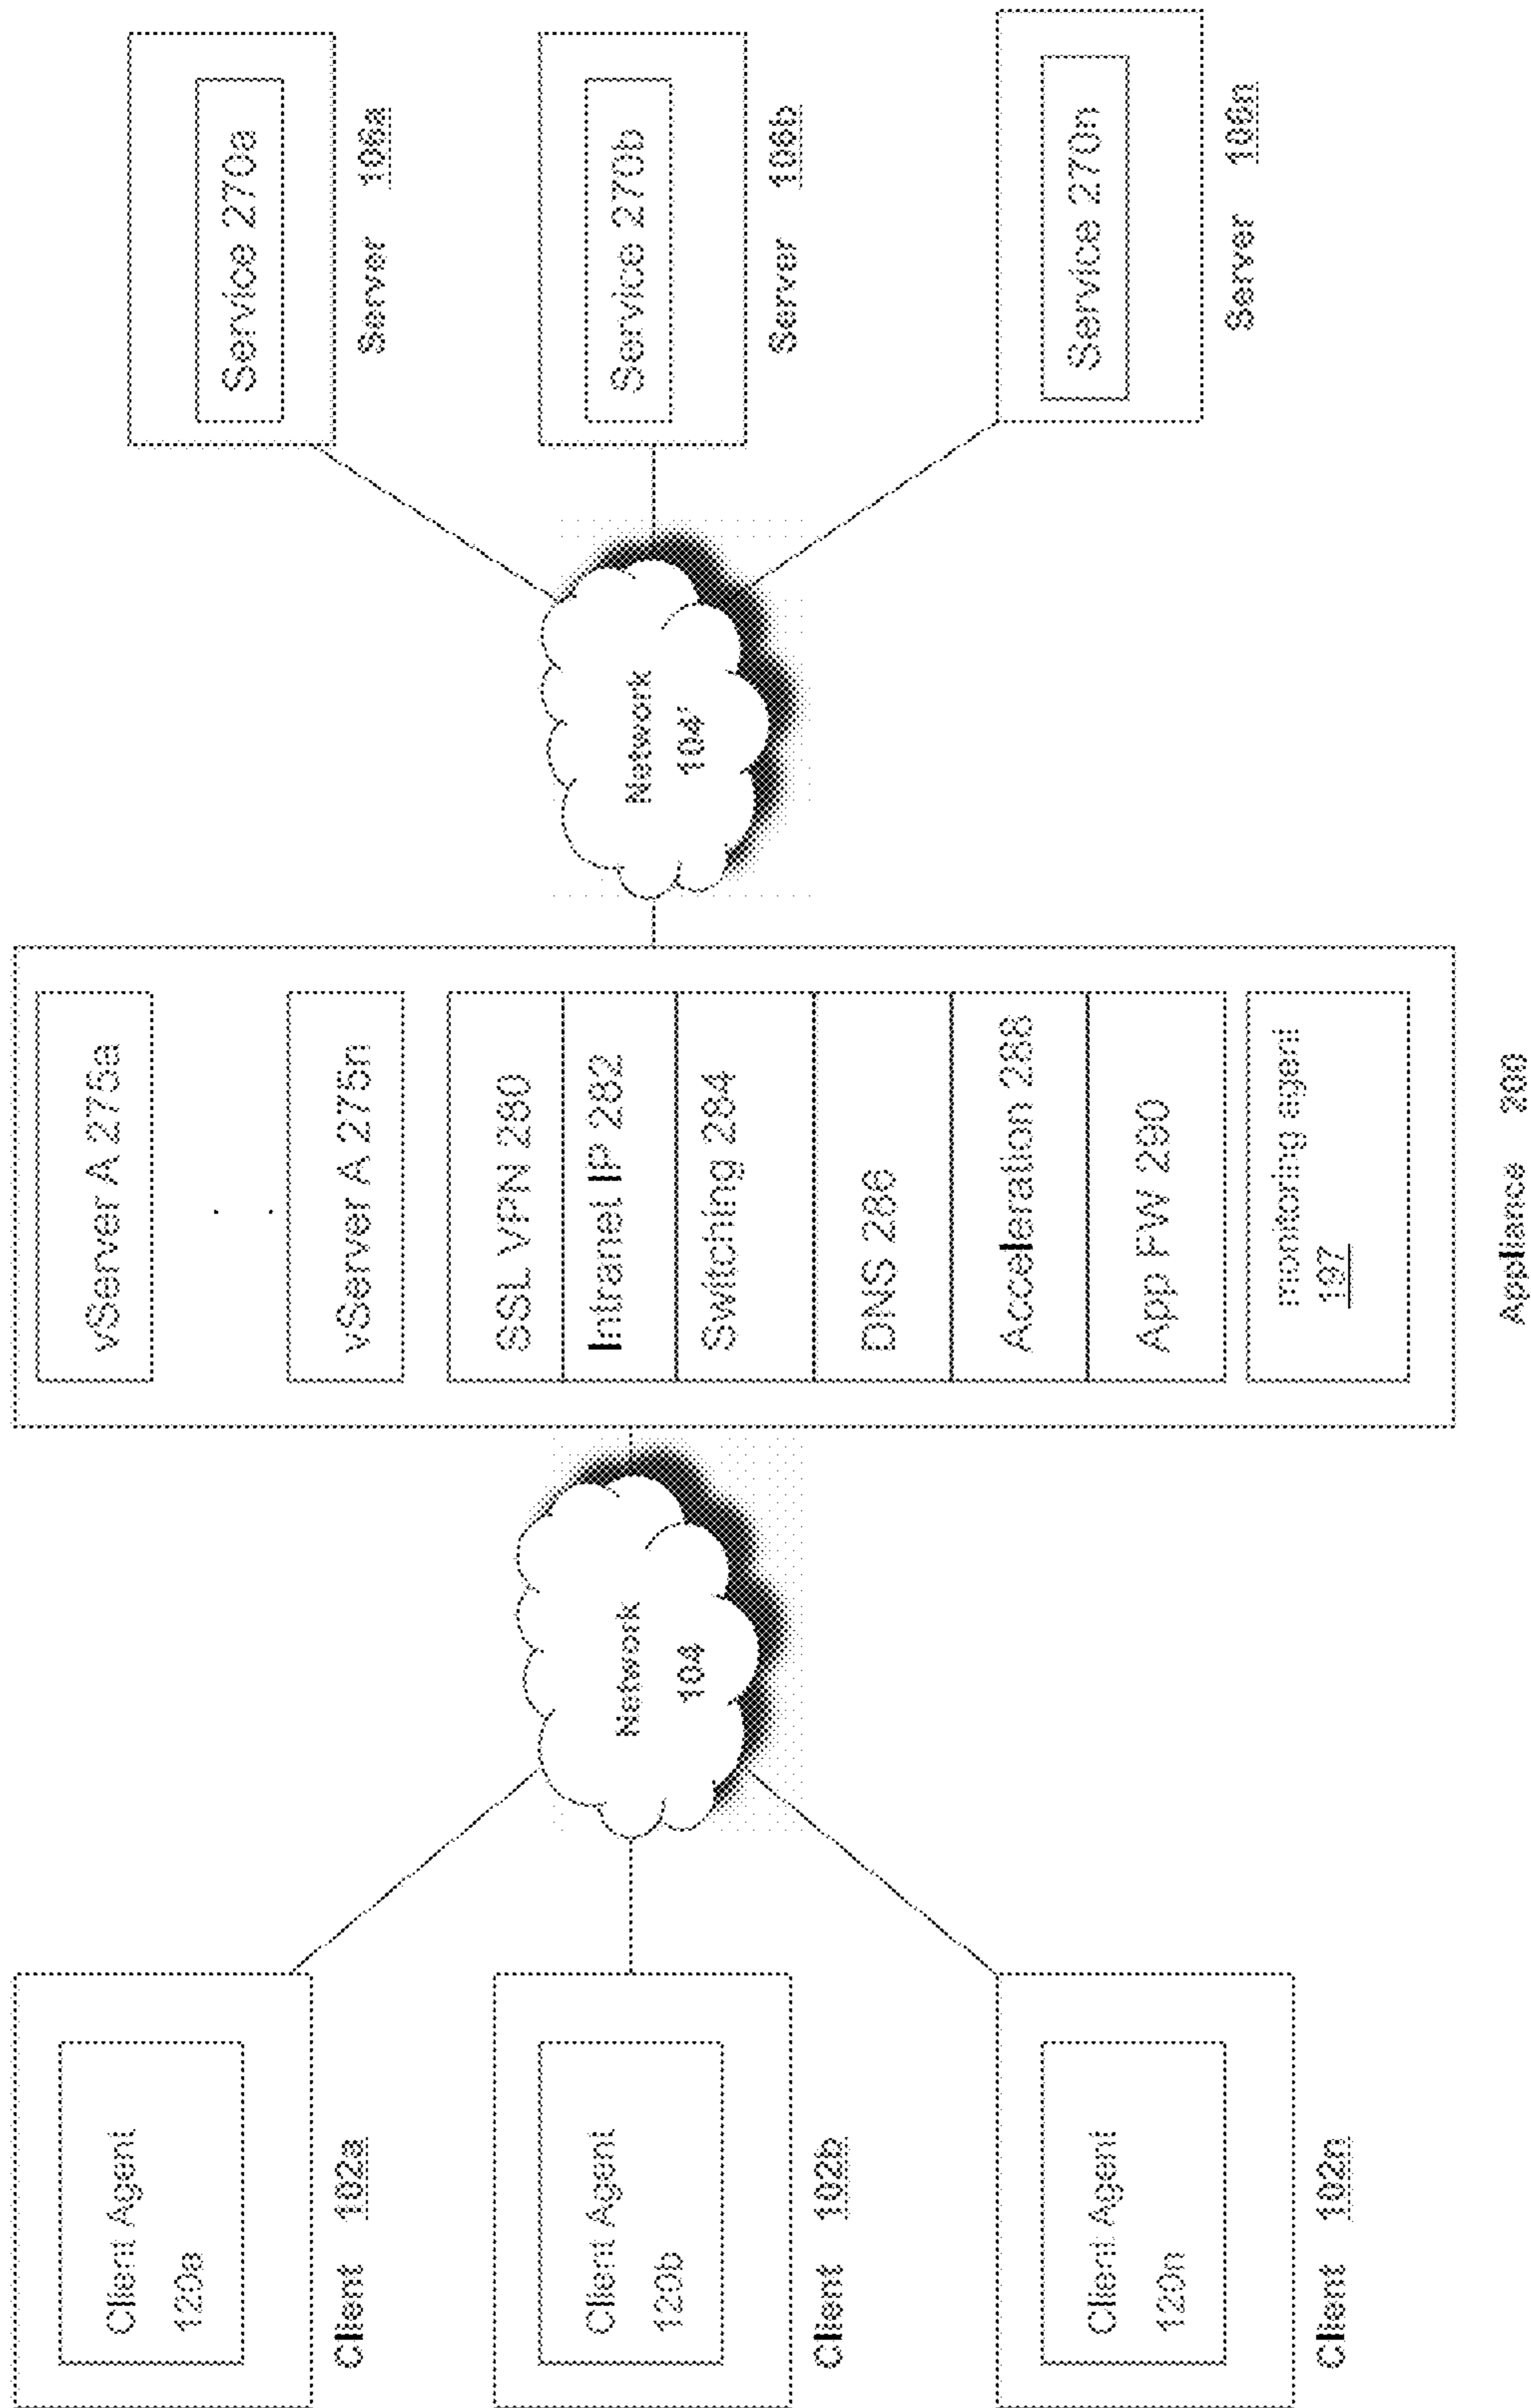 Client Agent
120a
Client 102a
Client Agent
120b
Client 102b
Client Agent
120n
Client 102n
Network
104
vServer A 275a
. .
vServer A 275n
SSL VPN 280
Intranet IP 282
Switching 284
DNS 286
Acceleration 288
App FW 290
monitoring agent
197
Appliance 200
Network
104'
Service 270a
Server 106a
Service 270b
Server 106b
Service 270n
Server 106n